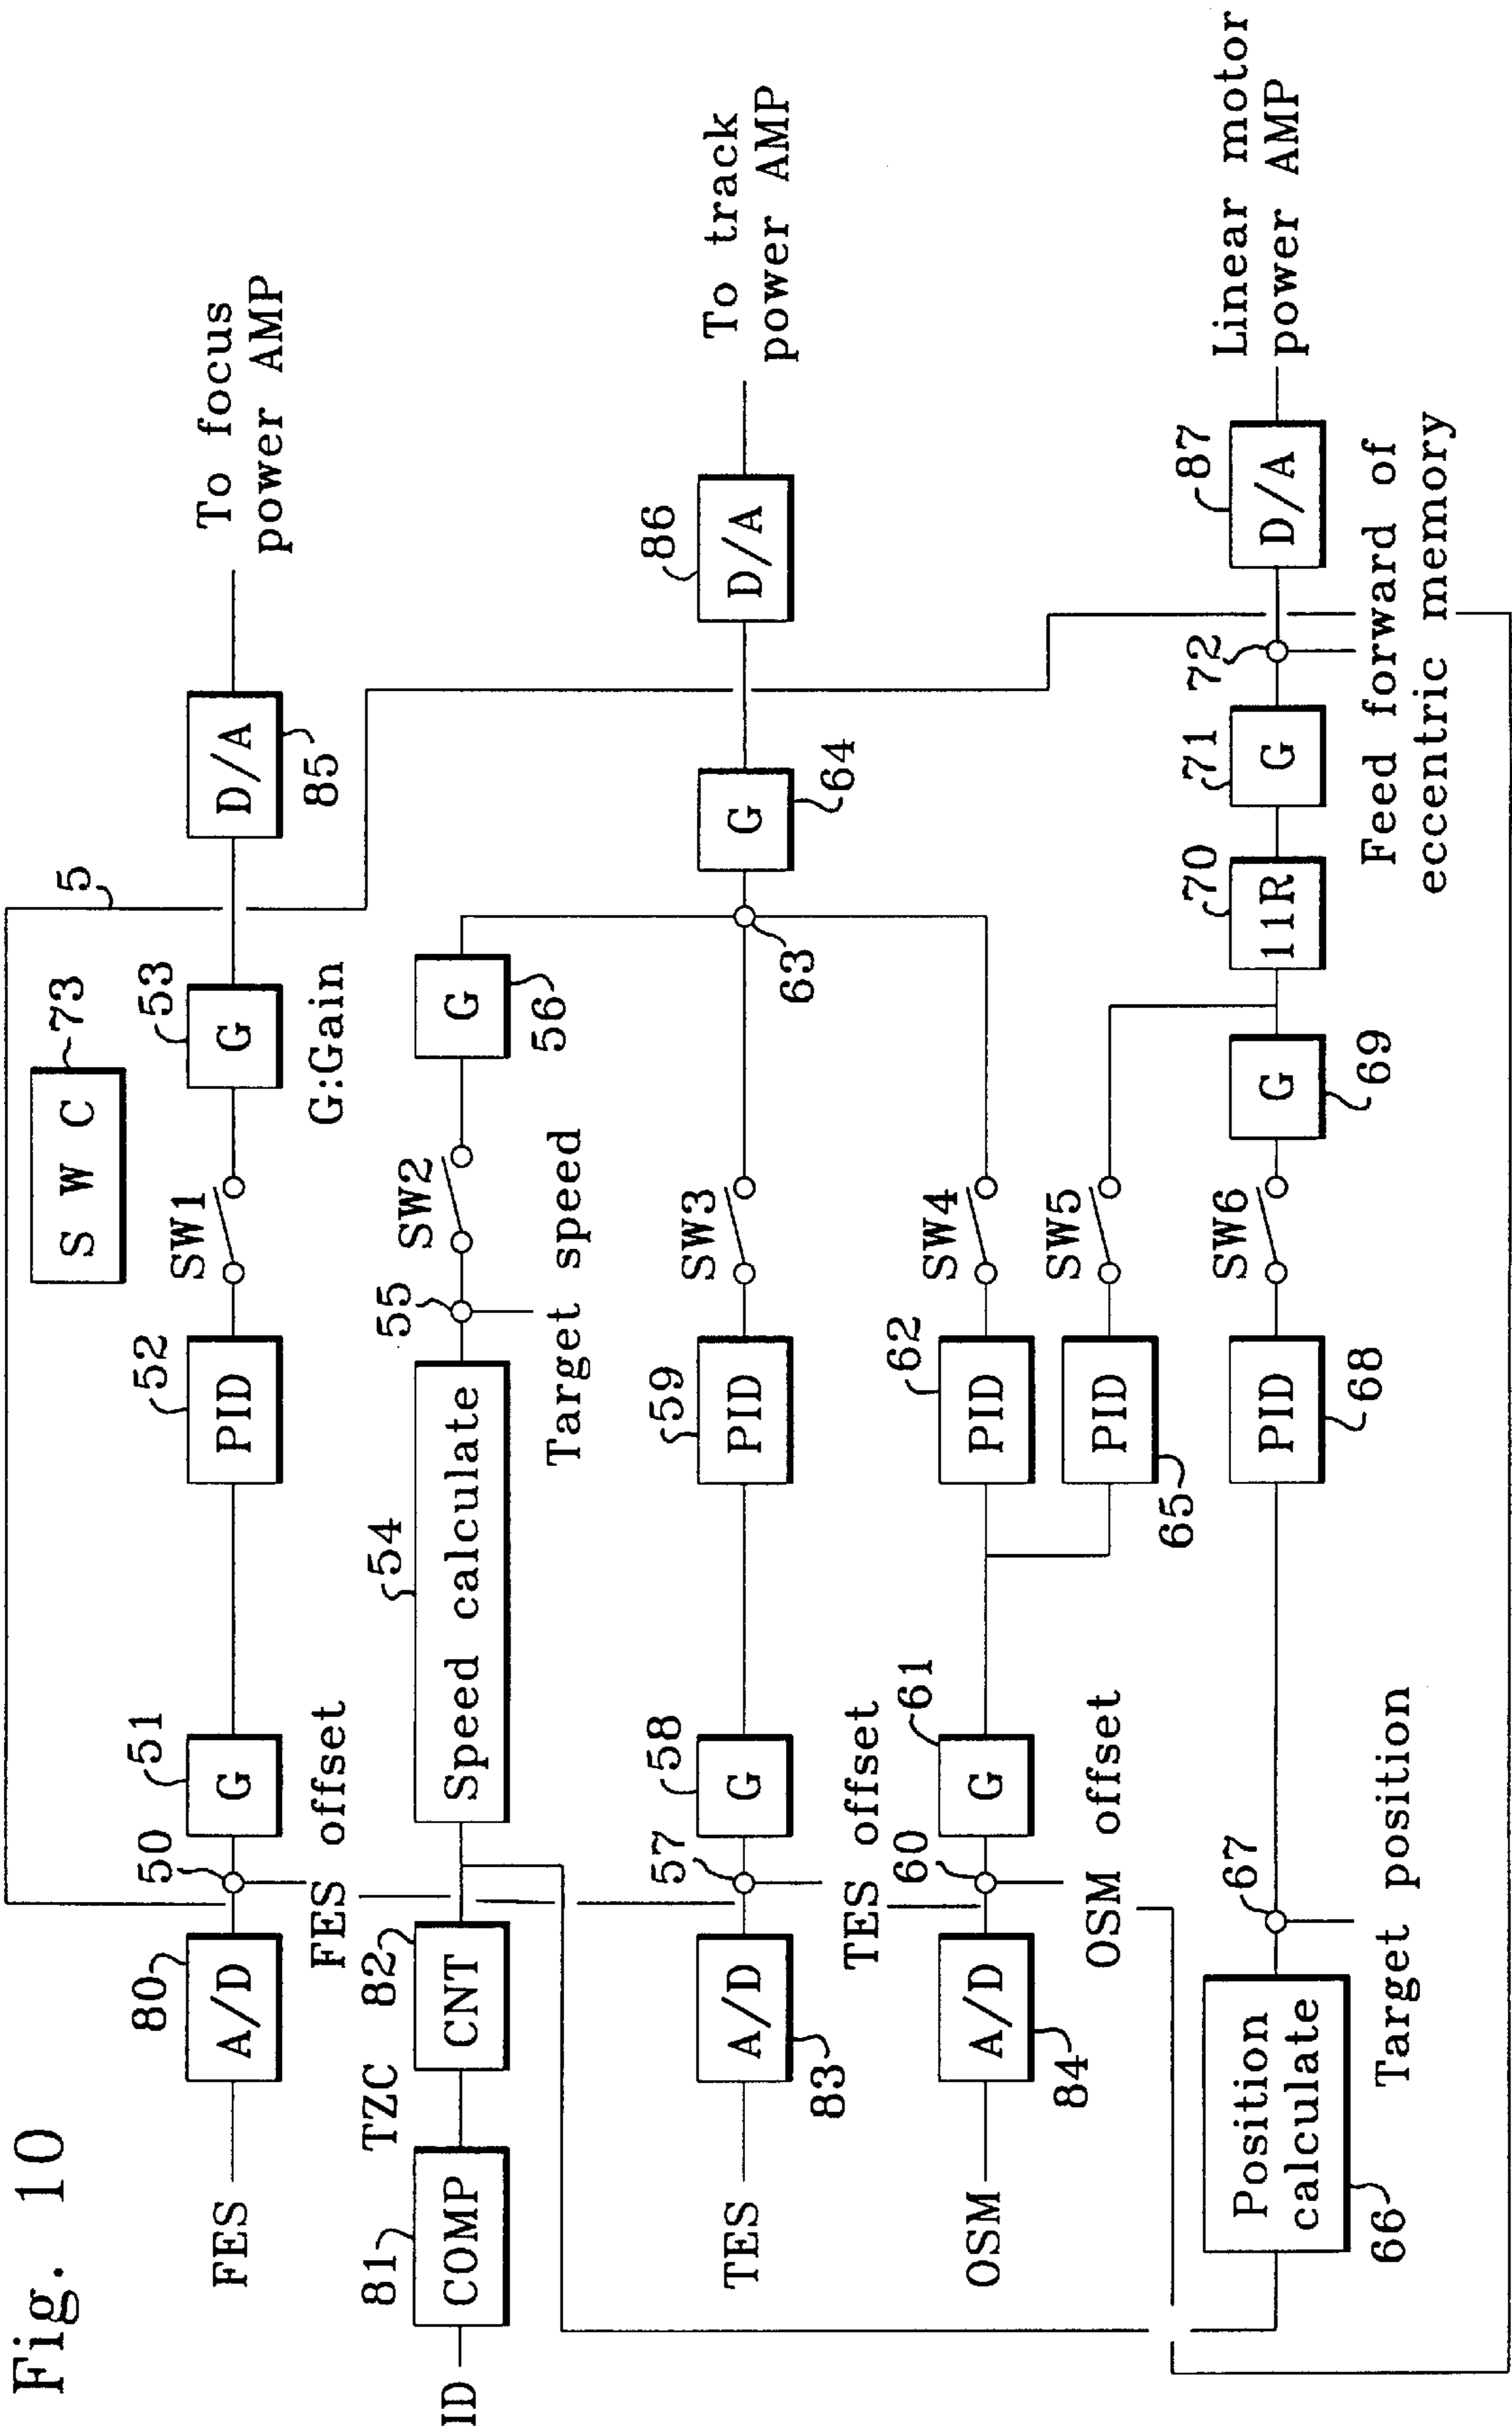 Fig. 10
S W C
73
5
FES
80
A/D
50
51
G
52
PID
SW1
53
G
D/A
85
To focus
power AMP
FES offset
G:Gain
ID
81
COMP
TZC
82
CNT
54
Speed calculate
55
SW2
G
56
Target speed
TES
A/D
83
57
58
G
59
PID
SW3
63
G
64
86
D/A
To track
power AMP
TES offset
OSM
A/D
84
60
61
G
62
PID
SW4
OSM offset
PID
65
SW5
Position
calculate
66
67
PID
68
SW6
G
69
70
11R
71
G
72
87
D/A
Linear motor
power AMP
Target position
Feed forward of
eccentric memory